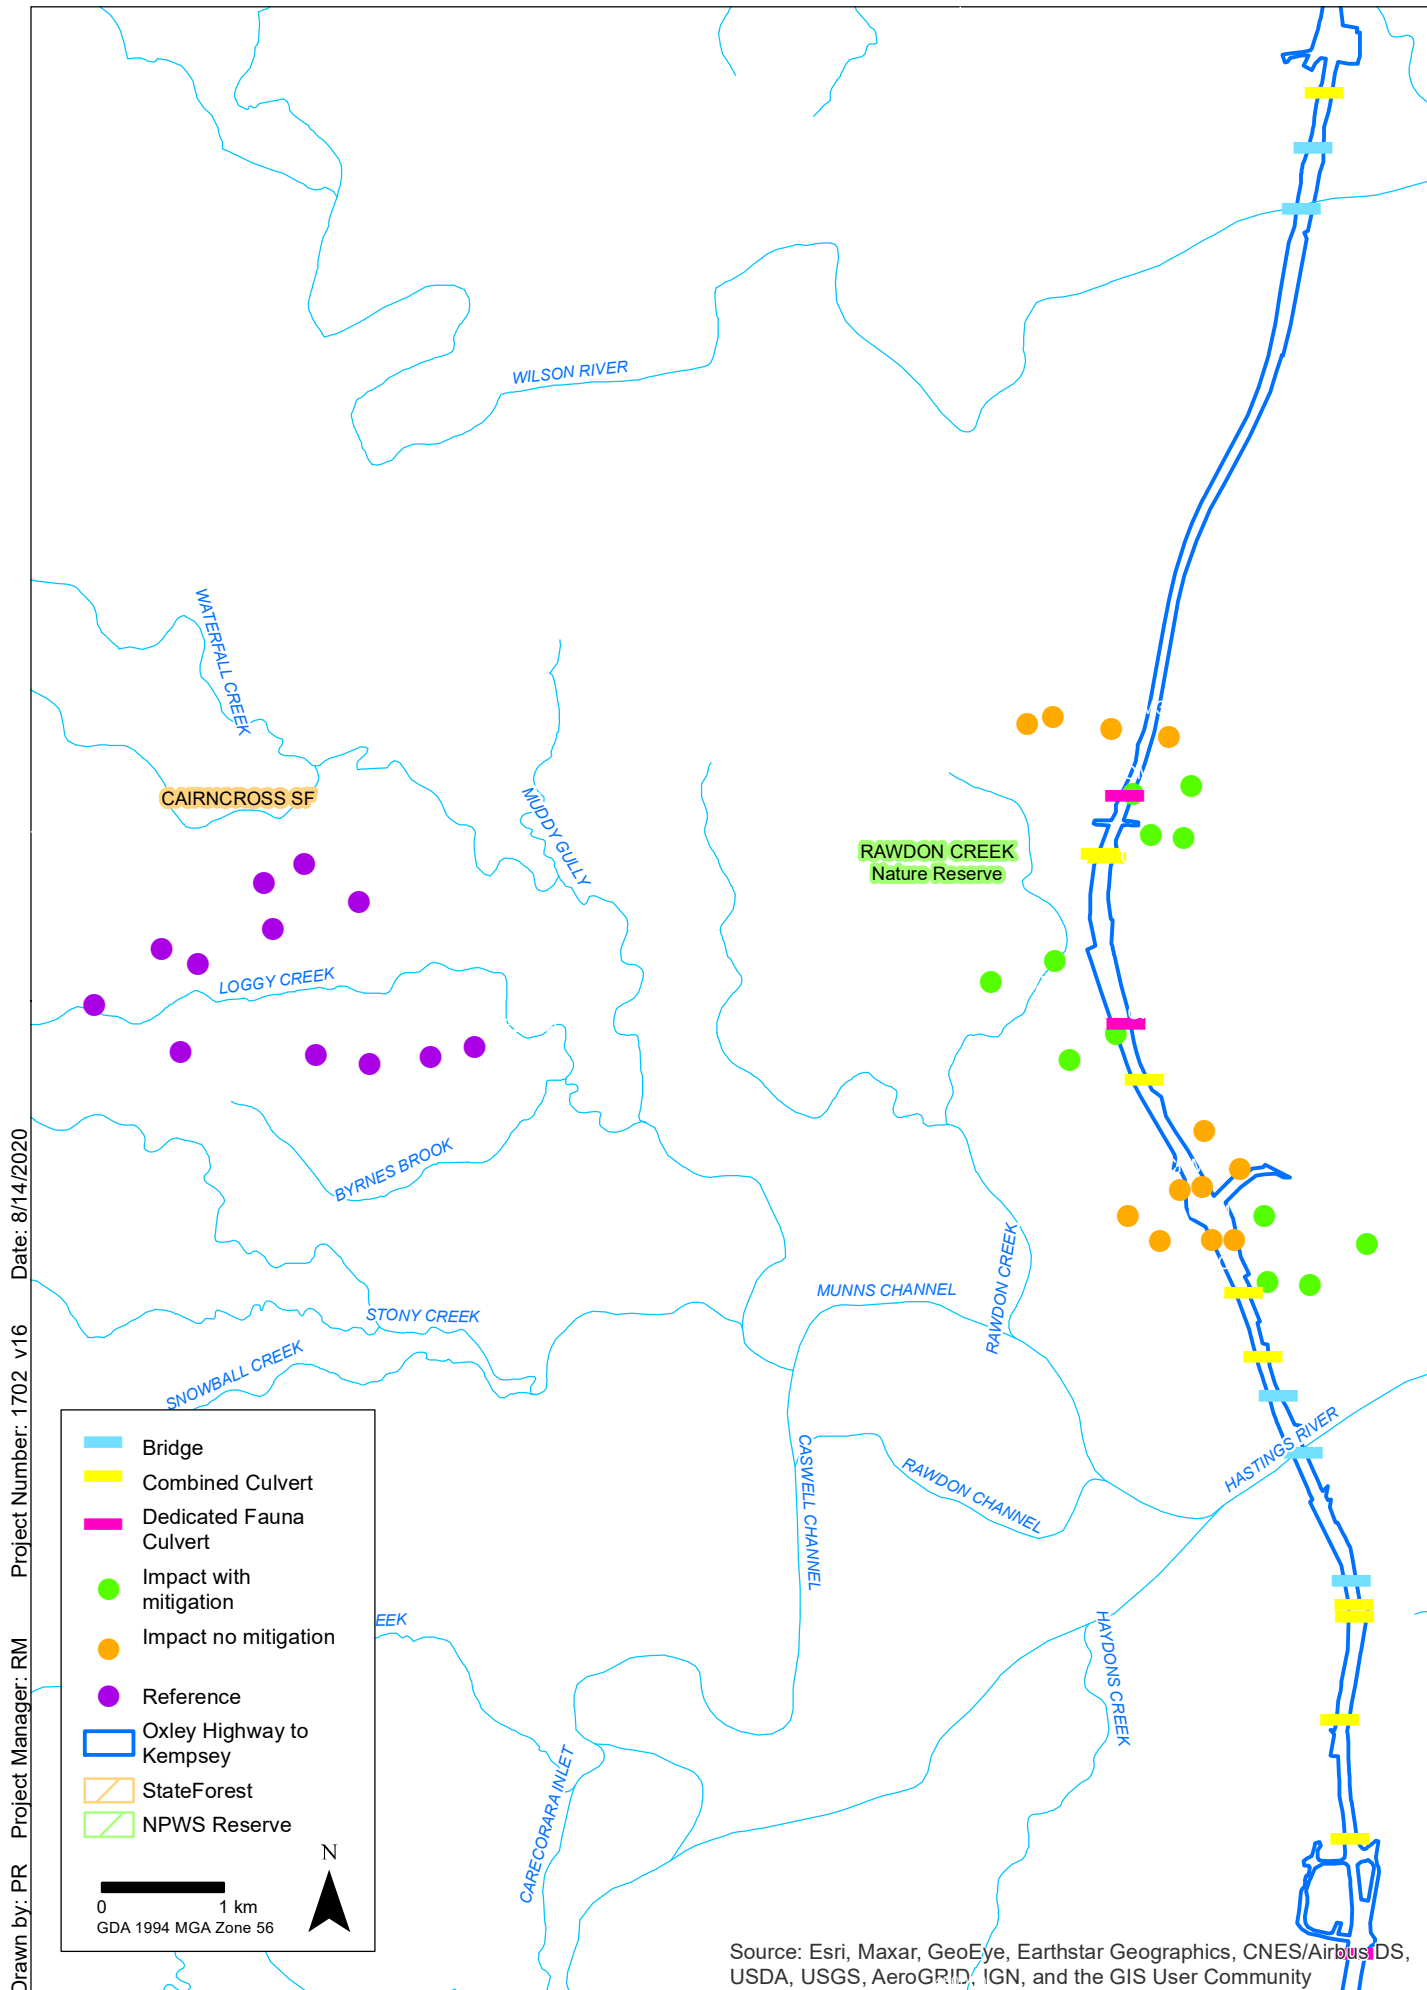 WILSON RIVER
WATERFALL CREEK
CAIRNCROSS SF
MUDDY GULLY
RAWDON CREEK
Nature Reserve
LOGGY CREEK
BYRNES BROOK
RAWDON CREEK
MUNNS CHANNEL
STONY CREEK
SNOWBALL CREEK
HASTINGS RIVER
CASWELL CHANNEL
RAWDON CHANNEL
EEK
HAYDONS CREEK
CARECORARA INLET
Bridge
Combined Culvert
Dedicated Fauna
Culvert
Impact with
mitigation
Impact no mitigation
Reference
Oxley Highway to
Kempsey
StateForest
NPWS Reserve
N
0 1 km
GDA 1994 MGA Zone 56
Drawn by: PR Project Manager: RM Project Number: 1702 v16 Date: 8/14/2020
Source: Esri, Maxar, GeoEye, Earthstar Geographics, CNES/Airbus DS,
USDA, USGS, AeroGRID, IGN, and the GIS User Community